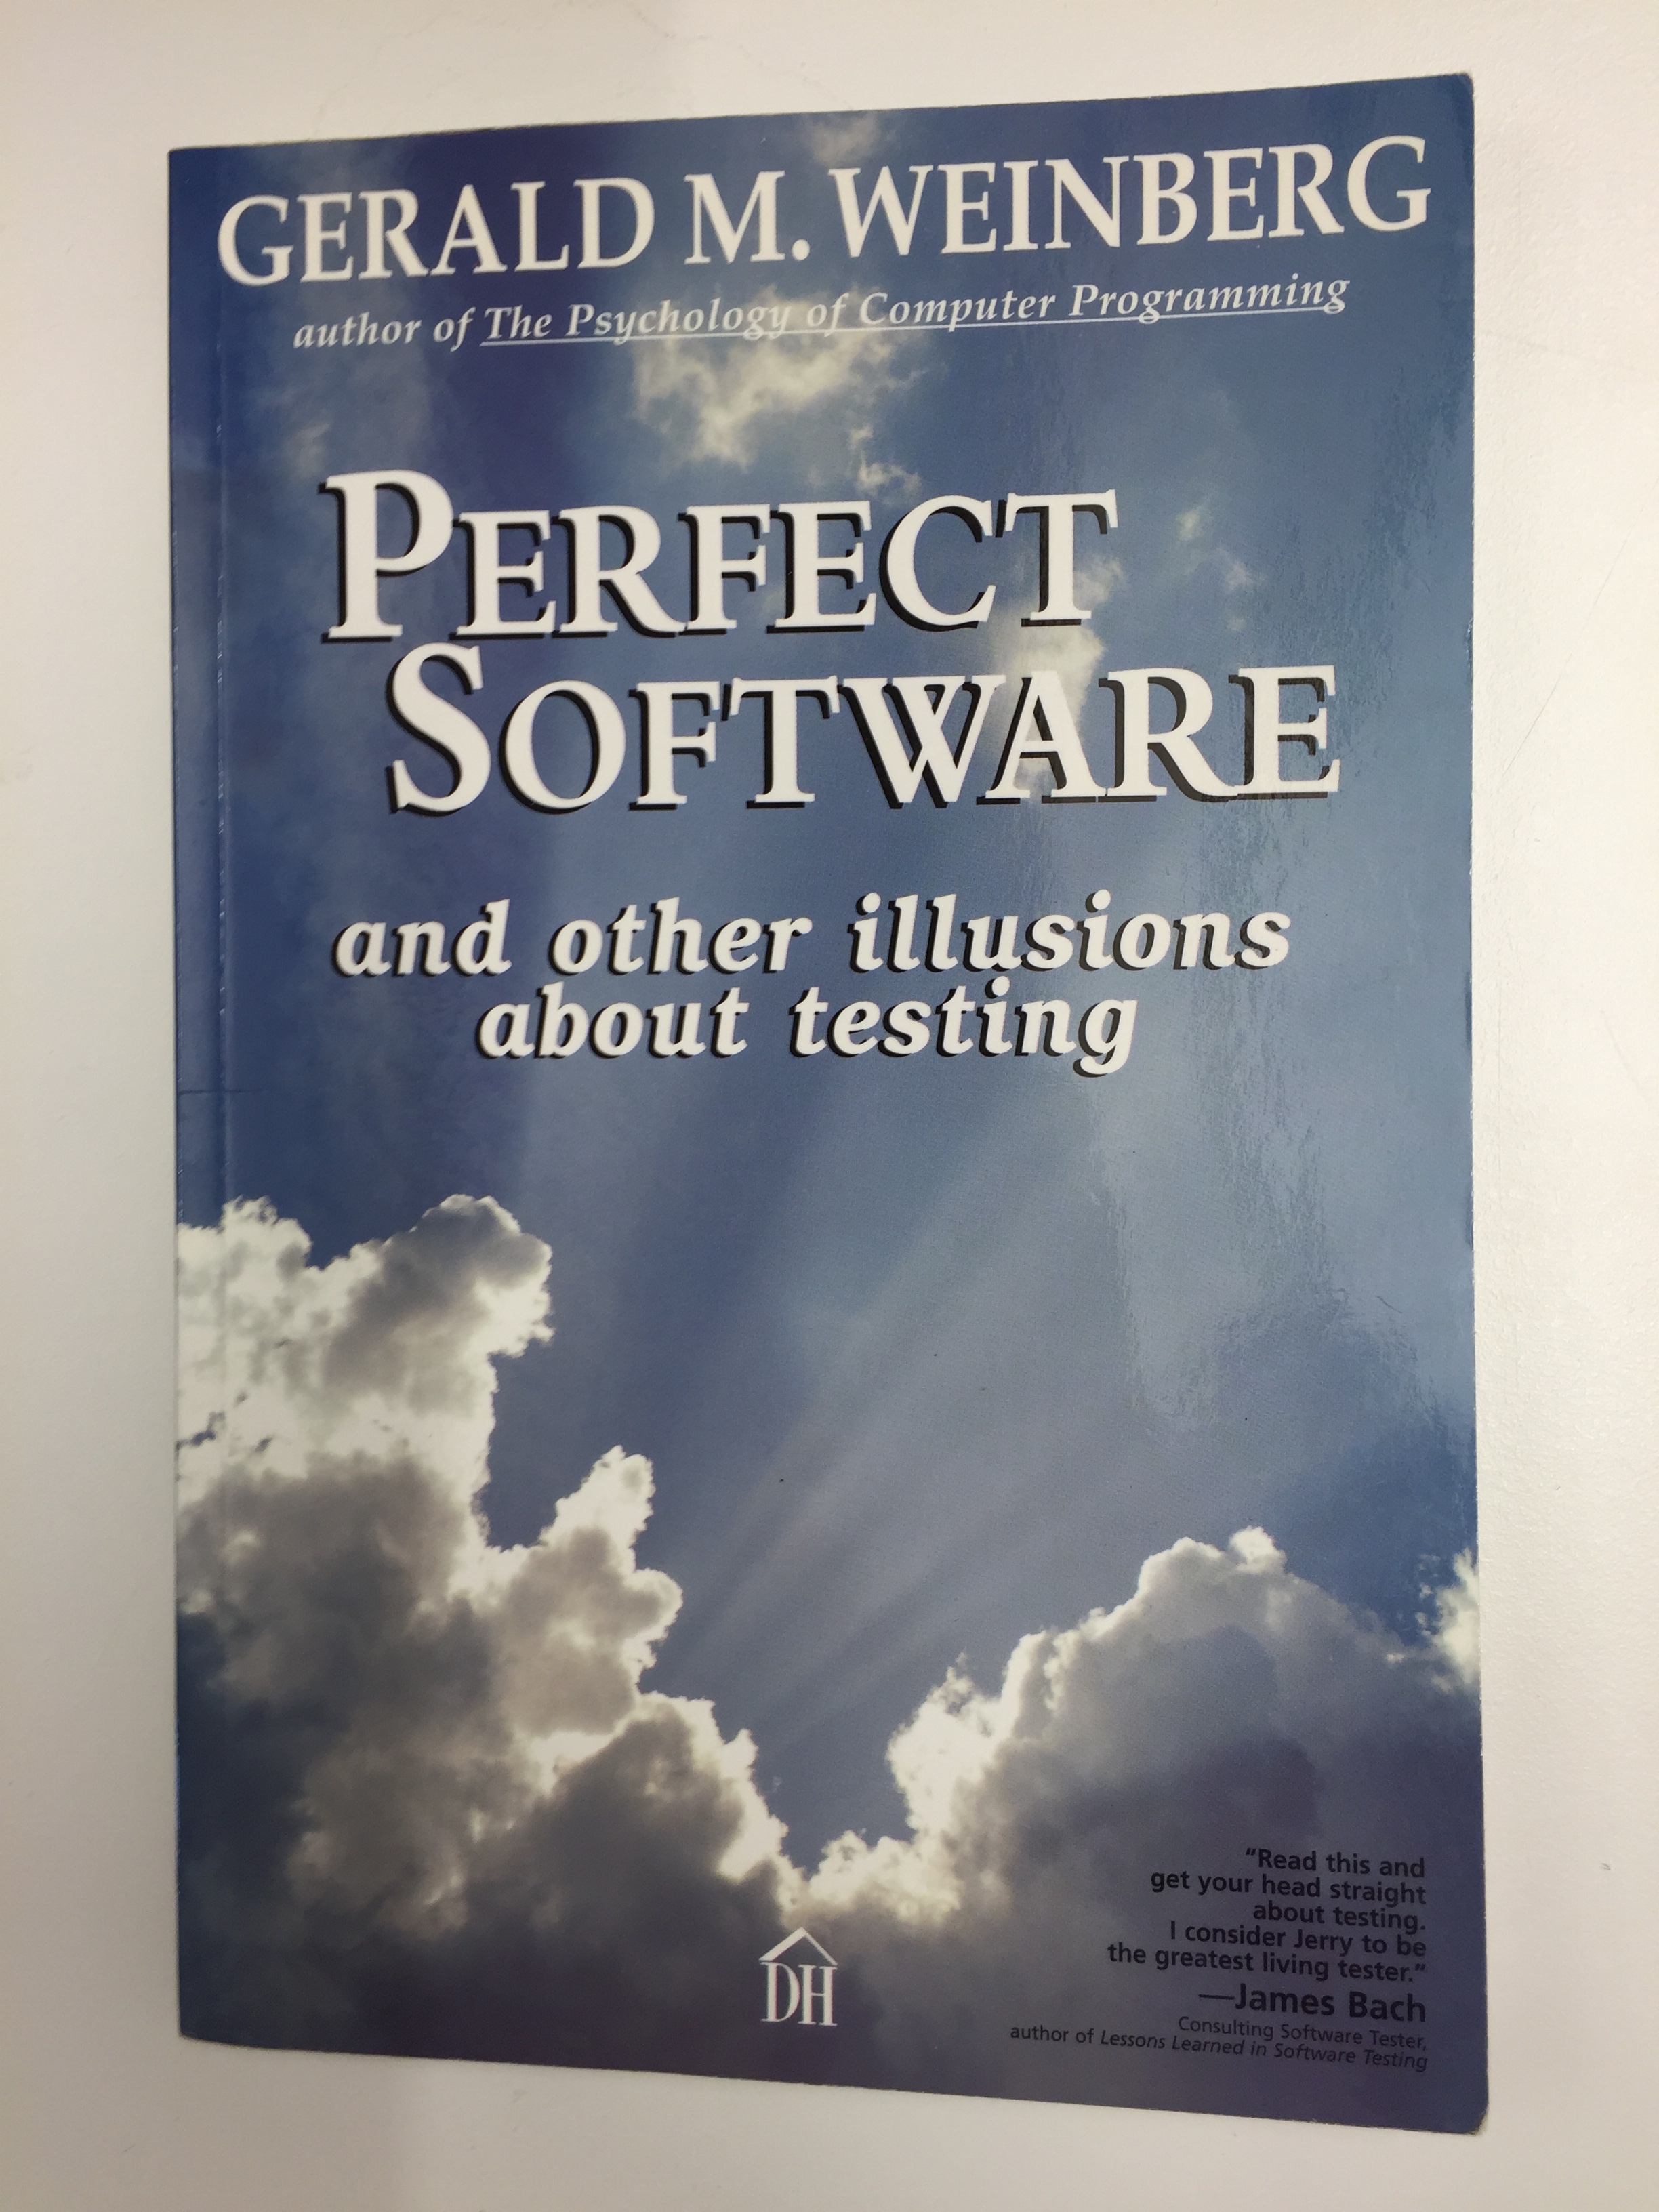 GERALD M. WEINBERG
author of The Psychology of Computer Programming
PERFECT
SOFTWARE
and other illusions
about testing
DH
“Read this and
get your head straight
about testing.
I consider Jerry to be
the greatest living tester.”
—James Bach
Consulting Software Tester,
author of Lessons Learned in Software Testing